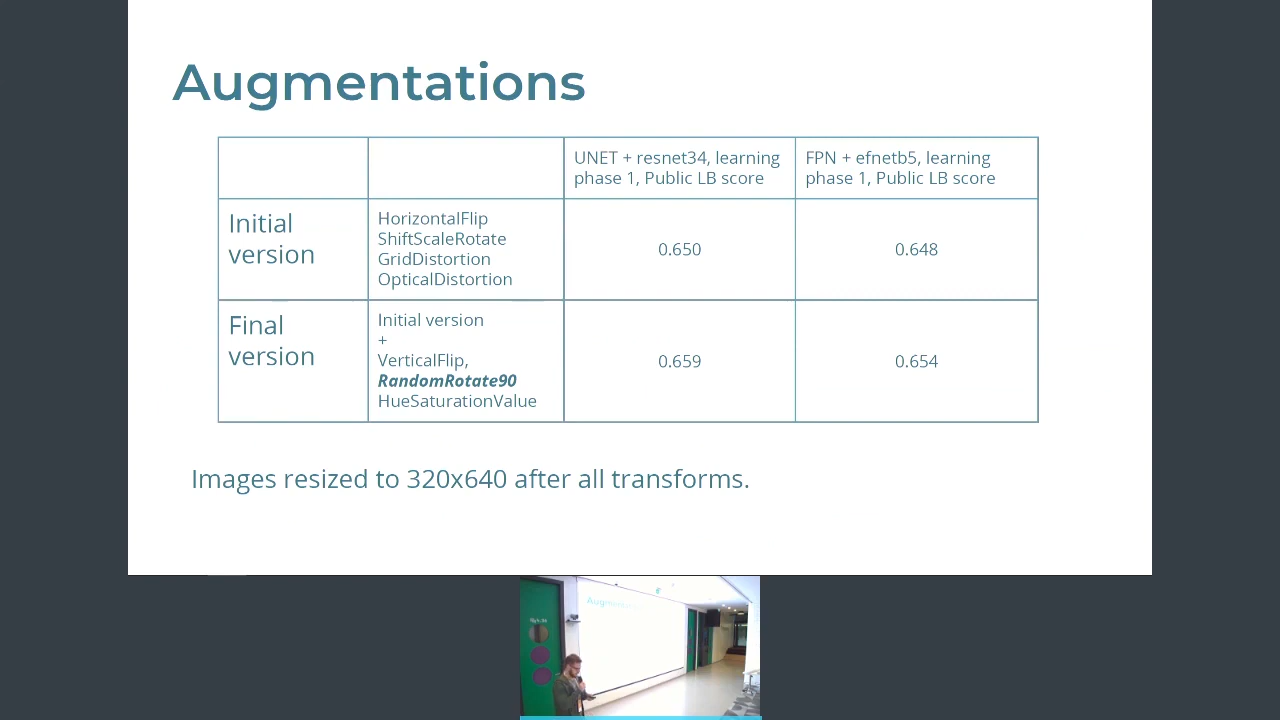 Augmentations
UNET + resnet34, learning
phase 1, Public LB score
FPN + efnetb5, learning
phase 1, Public LB score
Initial
version
HorizontalFlip
ShiftScaleRotate
GridDistortion
OpticalDistortion
0.650
0.648
Final
version
Initial version
+
VerticalFlip,
RandomRotate90
HueSaturationValue
0.659
0.654
Images resized to 320x640 after all transforms.